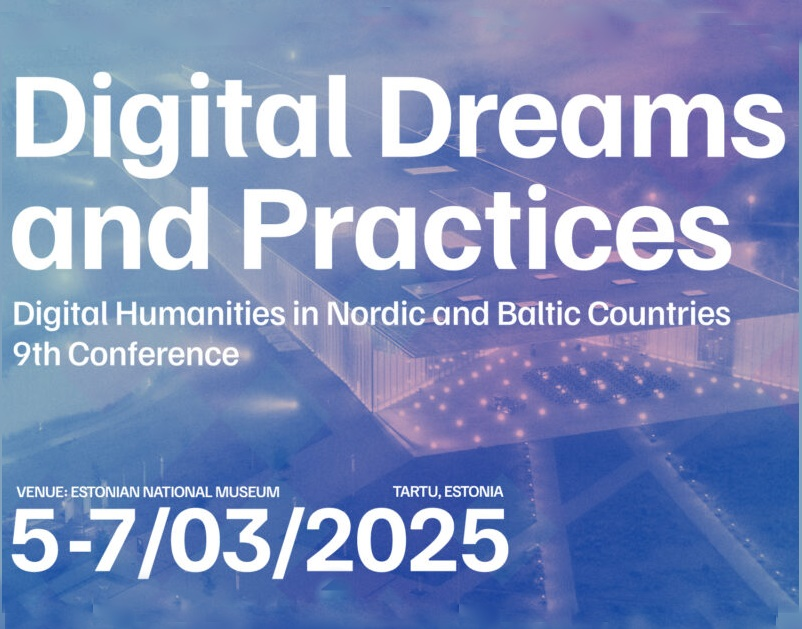 Digital Dreams
and Practices
Digital Humanities in Nordic and Baltic Countries
9th Conference
VENUE: ESTONIAN NATIONAL MUSEUM TARTU, ESTONIA
5-7/03/2025